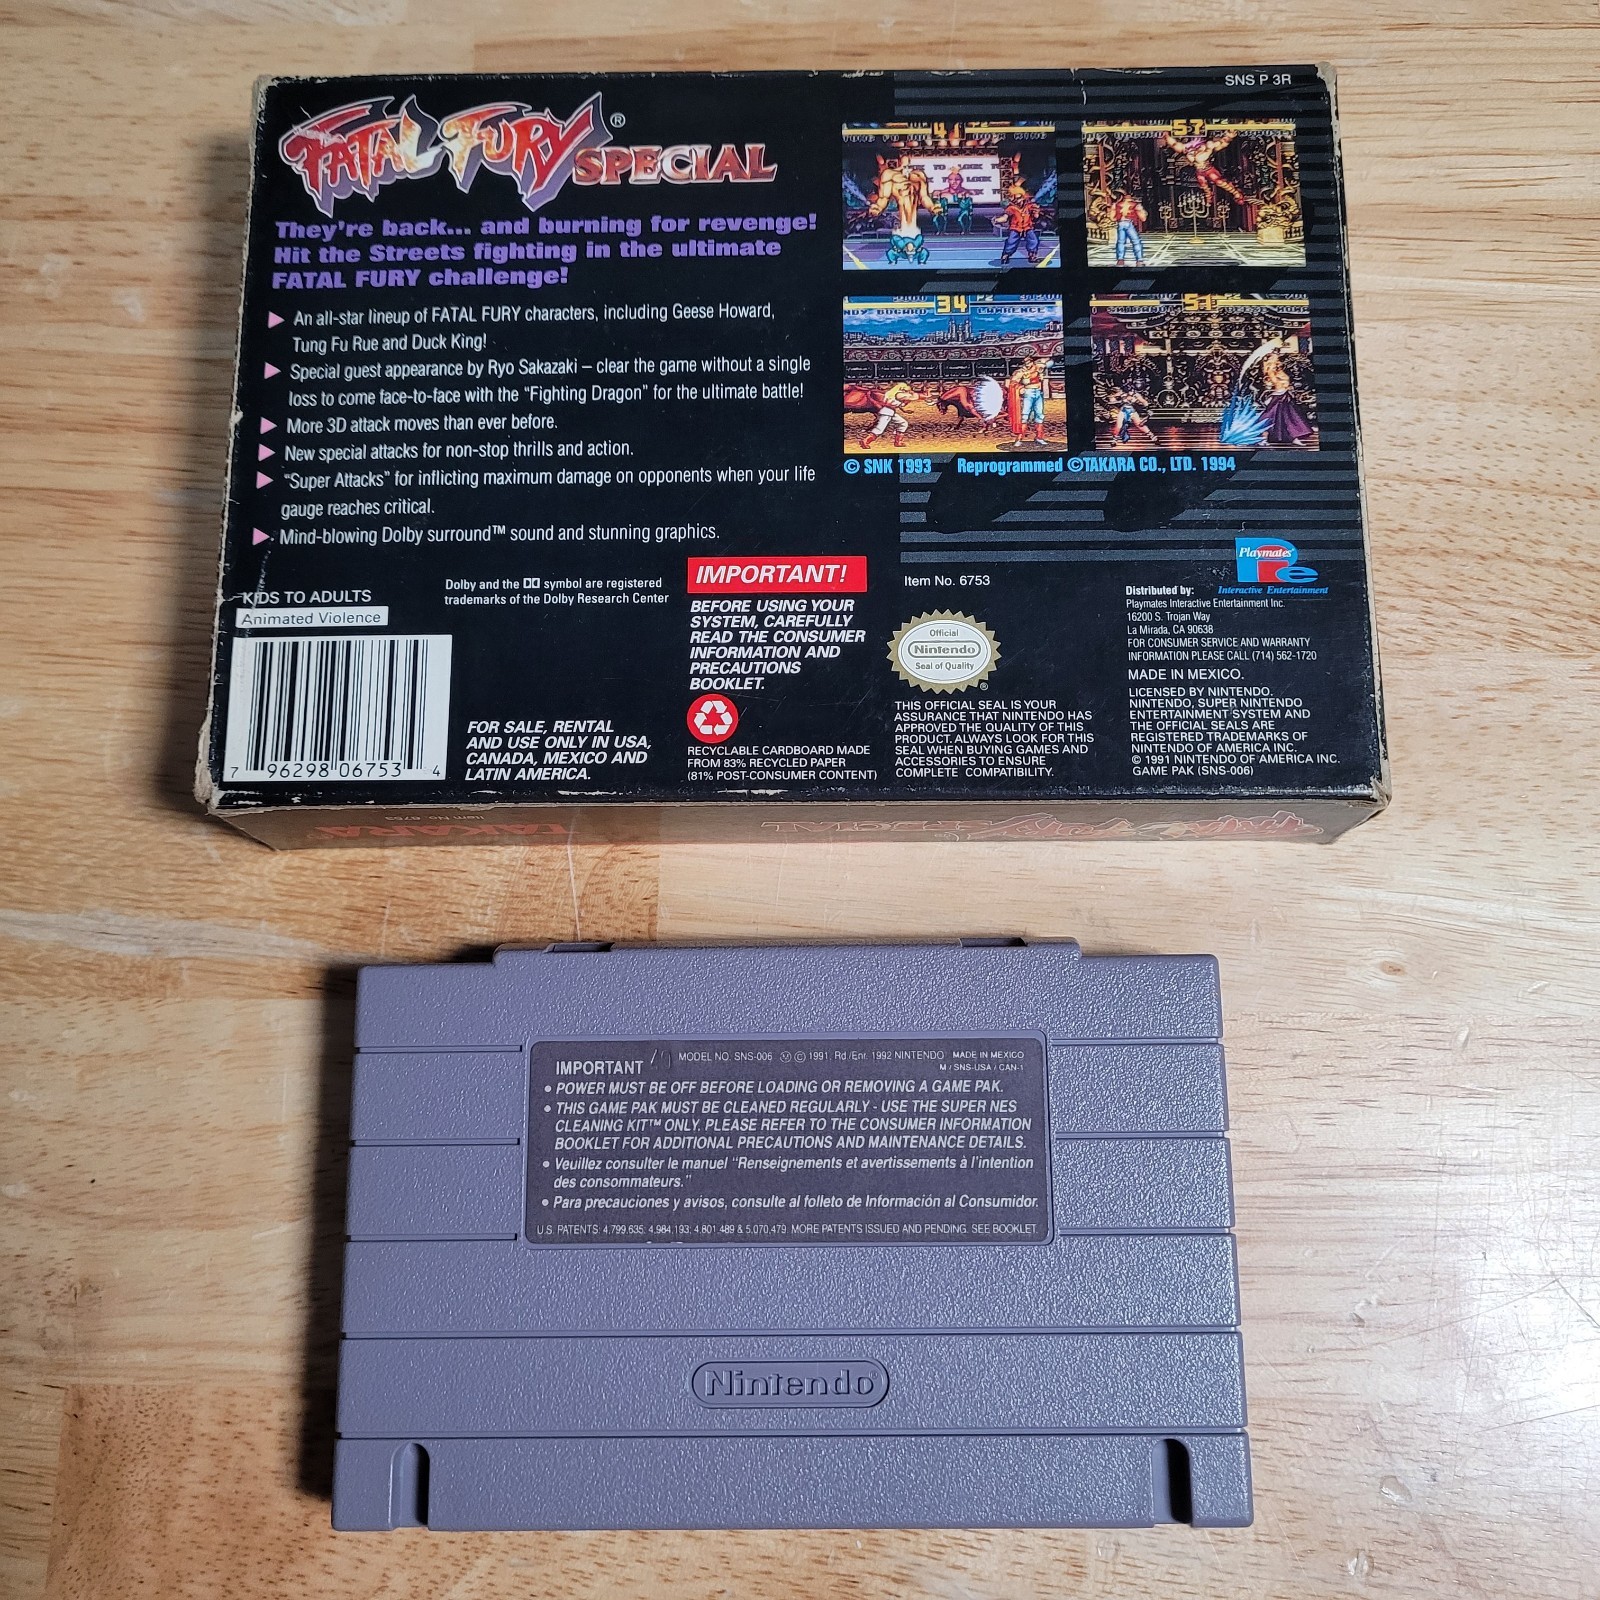 SNS P 3R
FATAL FURY® SPECIAL
They're back... and burning for revenge!
Hit the Streets fighting in the ultimate
FATAL FURY challenge!
An all-star lineup of FATAL FURY characters, including Geese Howard,
Tung Fu Rue and Duck King!
Special guest appearance by Ryo Sakazaki – clear the game without a single
loss to come face-to-face with the “Fighting Dragon” for the ultimate battle!
More 3D attack moves than ever before.
New special attacks for non-stop thrills and action.
“Super Attacks” for inflicting maximum damage on opponents when your life
gauge reaches critical.
Mind-blowing Dolby surround™ sound and stunning graphics.
41
57
34
LAWRENCE
51
© SNK 1993 Reprogrammed ©TAKARA CO., LTD. 1994
KIDS TO ADULTS
Animated Violence
7 96298 06753 4
Dolby and the DD symbol are registered
trademarks of the Dolby Research Center
FOR SALE, RENTAL
AND USE ONLY IN USA,
CANADA, MEXICO AND
LATIN AMERICA.
IMPORTANT!
BEFORE USING YOUR
SYSTEM, CAREFULLY
READ THE CONSUMER
INFORMATION AND
PRECAUTIONS
BOOKLET.
RECYCLABLE CARDBOARD MADE
FROM 83% RECYCLED PAPER
(81% POST-CONSUMER CONTENT)
Item No. 6753
Official
Nintendo
Seal of Quality
®
THIS OFFICIAL SEAL IS YOUR
ASSURANCE THAT NINTENDO HAS
APPROVED THE QUALITY OF THIS
PRODUCT. ALWAYS LOOK FOR THIS
SEAL WHEN BUYING GAMES AND
ACCESSORIES TO ENSURE
COMPLETE COMPATIBILITY.
Playmates
Interactive Entertainment
Distributed by:
Playmates Interactive Entertainment Inc.
16200 S. Trojan Way
La Mirada, CA 90638
FOR CONSUMER SERVICE AND WARRANTY
INFORMATION PLEASE CALL (714) 562-1720
MADE IN MEXICO.
LICENSED BY NINTENDO.
NINTENDO, SUPER NINTENDO
ENTERTAINMENT SYSTEM AND
THE OFFICIAL SEALS ARE
REGISTERED TRADEMARKS OF
NINTENDO OF AMERICA INC.
© 1991 NINTENDO OF AMERICA INC.
GAME PAK (SNS-006)
Item No. 6753
TAKARA
FATAL FURY SPECIAL
IMPORTANT
MODEL NO. SNS-006 Ⓜ © 1991, Rd./Enr. 1992 NINTENDO MADE IN MEXICO
M / SNS-USA / CAN-1
• POWER MUST BE OFF BEFORE LOADING OR REMOVING A GAME PAK.
• THIS GAME PAK MUST BE CLEANED REGULARLY - USE THE SUPER NES
CLEANING KIT™ ONLY. PLEASE REFER TO THE CONSUMER INFORMATION
BOOKLET FOR ADDITIONAL PRECAUTIONS AND MAINTENANCE DETAILS.
• Veuillez consulter le manuel "Renseignements et avertissements à l'intention
des consommateurs."
• Para precauciones y avisos, consulte al folleto de Información al Consumidor.
U.S. PATENTS: 4,799,635; 4,984,193; 4,801,489 & 5,070,479 MORE PATENTS ISSUED AND PENDING. SEE BOOKLET.
Nintendo